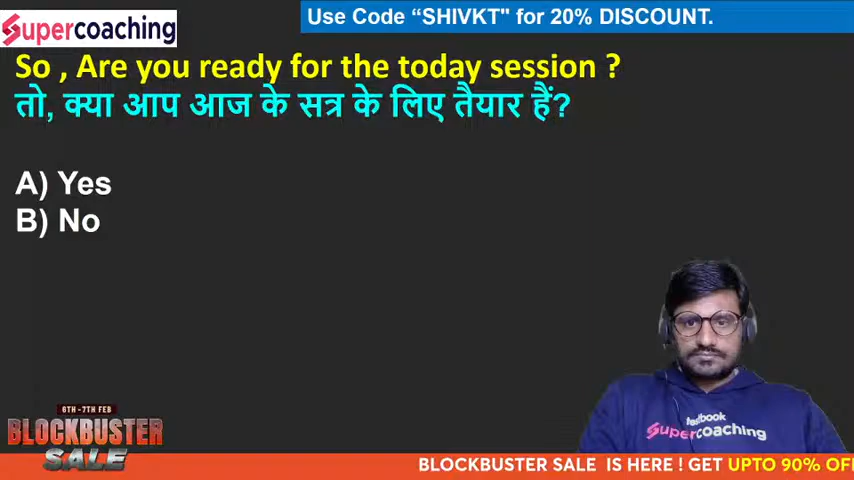 Supercoaching
Use Code “SHIVKT" for 20% DISCOUNT.
So , Are you ready for the today session ?
तो, क्या आप आज के सत्र के लिए तैयार हैं?
A) Yes
B) No
testbook
Supercoaching
6TH -7TH FEB
BLOCKBUSTER
SALE
BLOCKBUSTER SALE IS HERE ! GET UPTO 90% OFF